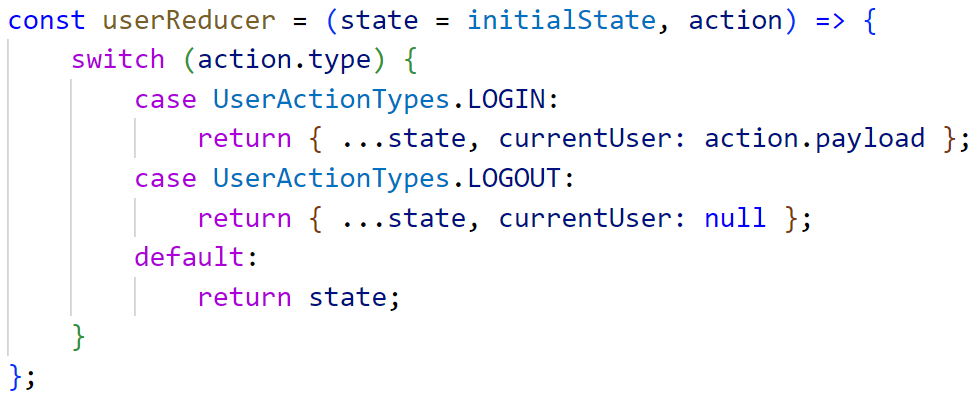 const userReducer = (state = initialState, action) => {
    switch (action.type) {
        case UserActionTypes.LOGIN:
            return { ...state, currentUser: action.payload };
        case UserActionTypes.LOGOUT:
            return { ...state, currentUser: null };
        default:
            return state;
    }
};